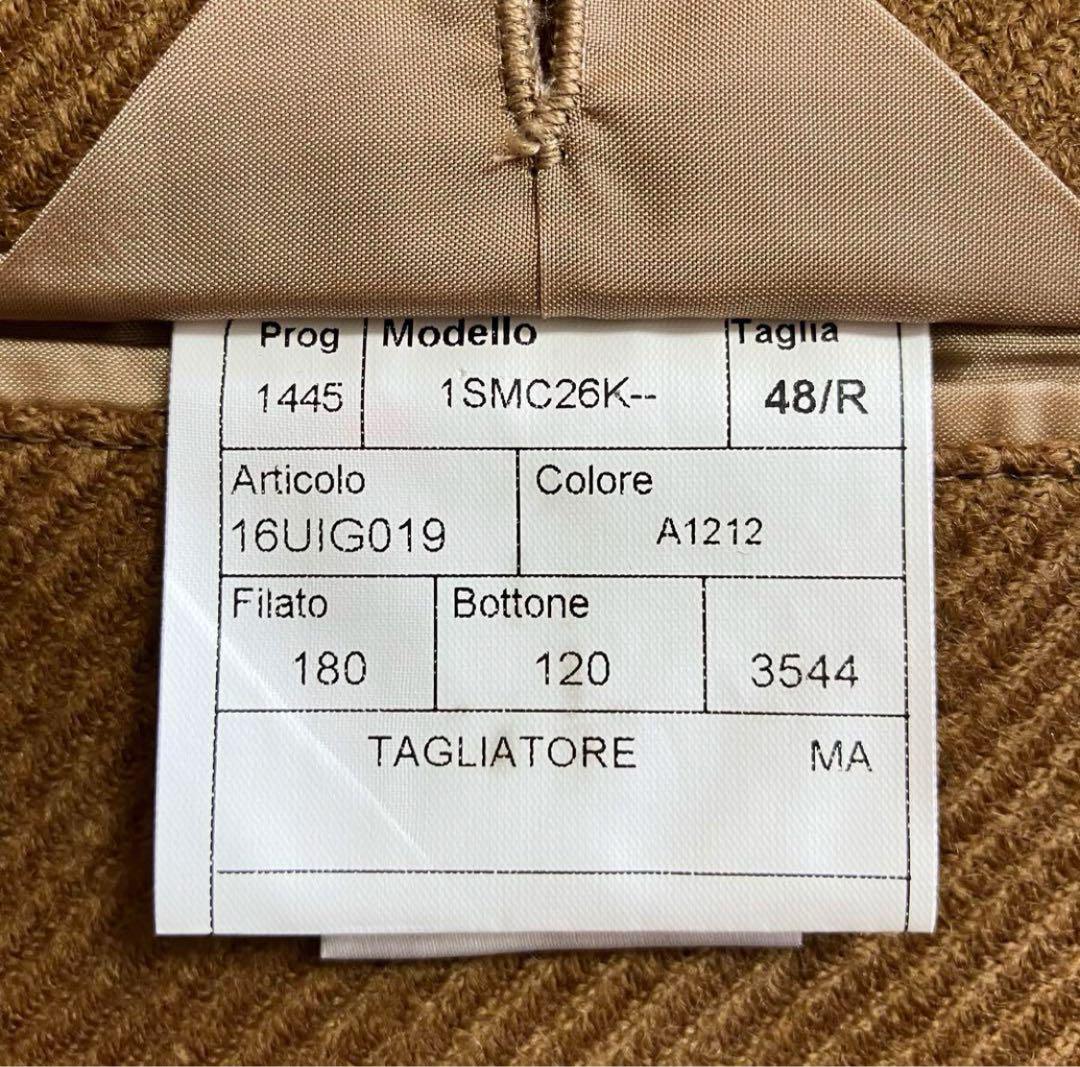 Prog Modello Taglia
1445 1SMC26K-- 48/R
Articolo Colore
16UIG019 A1212
Filato Bottone
180 120 3544
TAGLIATORE MA